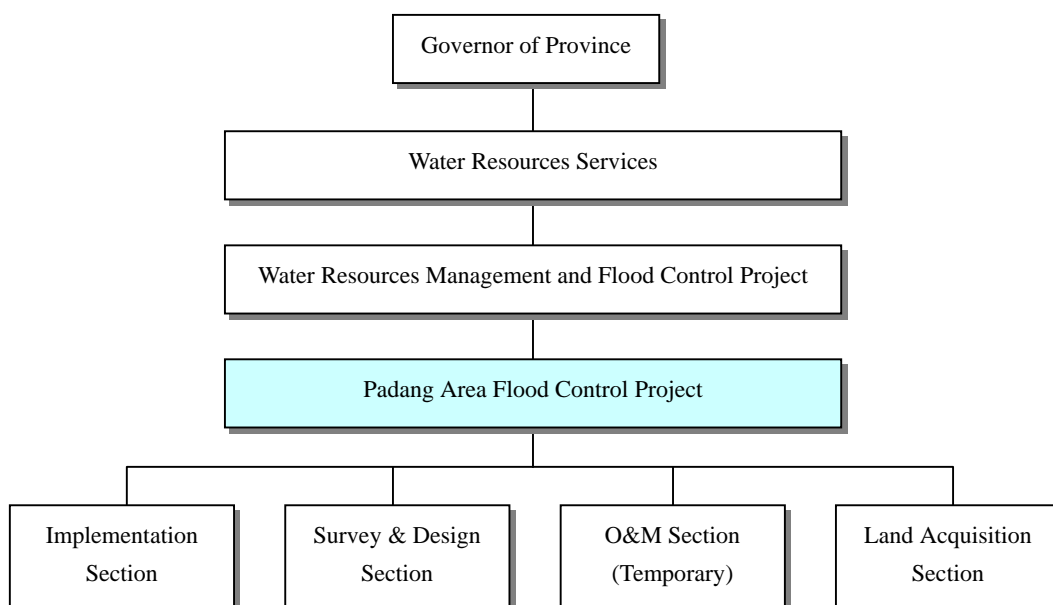 Governor of Province
Water Resources Services
Water Resources Management and Flood Control Project
Padang Area Flood Control Project
Implementation
Section
Survey & Design
Section
O&M Section
(Temporary)
Land Acquisition
Section